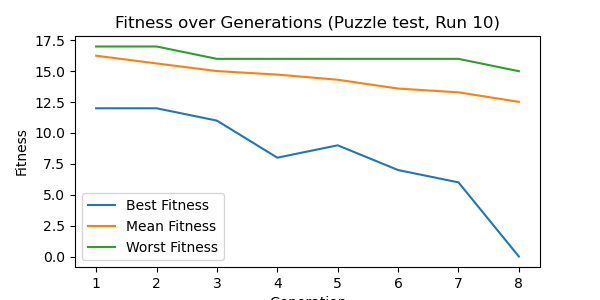 Fitness over Generations (Puzzle test, Run 10)
17.5
15.0
12.5
10.0
7.5
5.0
2.5
0.0
Fitness
Best Fitness
Mean Fitness
Worst Fitness
1 2 3 4 5 6 7 8
Generation